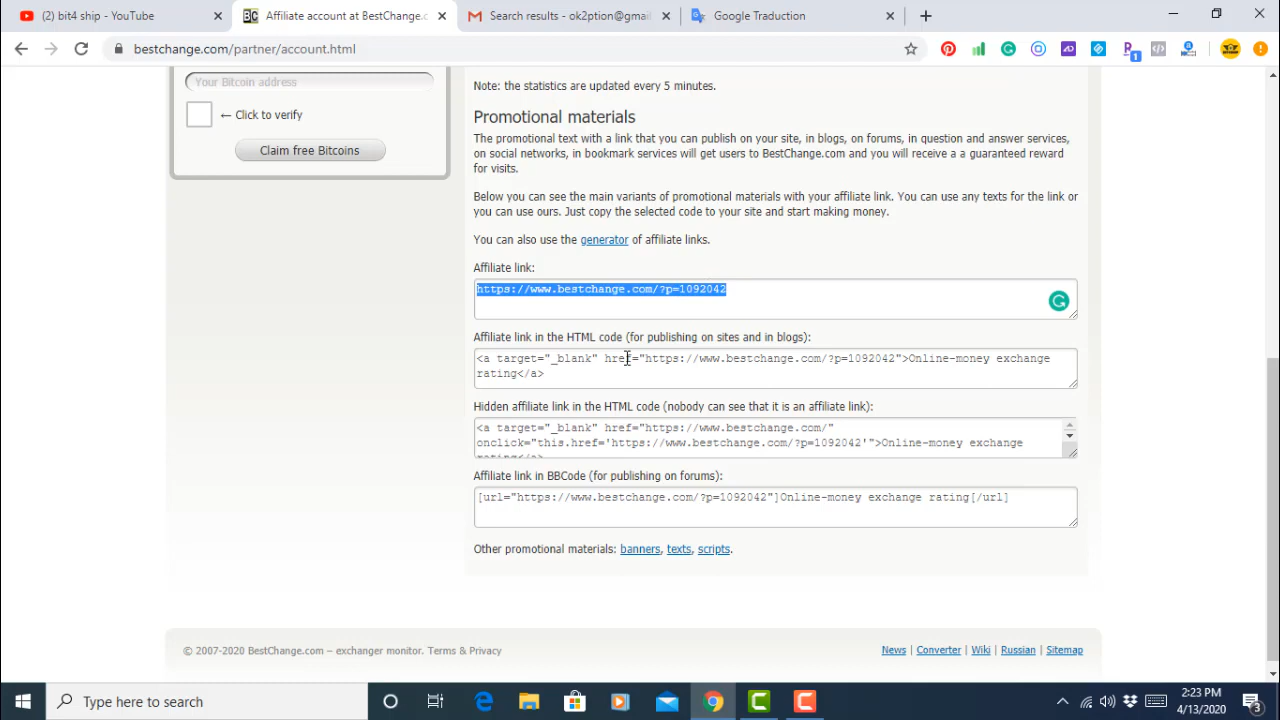 (2) bit4 ship - YouTube
Affiliate account at BestChange.c
Search results - ok2ption@gmail
Google Traduction
bestchange.com/partner/account.html
Your Bitcoin address
← Click to verify
Claim free Bitcoins
Note: the statistics are updated every 5 minutes.
Promotional materials
The promotional text with a link that you can publish on your site, in blogs, on forums, in question and answer services,
on social networks, in bookmark services will get users to BestChange.com and you will receive a a guaranteed reward
for visits.
Below you can see the main variants of promotional materials with your affiliate link. You can use any texts for the link or
you can use ours. Just copy the selected code to your site and start making money.
You can also use the generator of affiliate links.
Affiliate link:
https://www.bestchange.com/?p=1092042
Affiliate link in the HTML code (for publishing on sites and in blogs):
<a target="_blank" href="https://www.bestchange.com/?p=1092042">Online-money exchange
rating</a>
Hidden affiliate link in the HTML code (nobody can see that it is an affiliate link):
<a target="_blank" href="https://www.bestchange.com/"
onclick="this.href='https://www.bestchange.com/?p=1092042'">Online-money exchange
rating</a>
Affiliate link in BBCode (for publishing on forums):
[url="https://www.bestchange.com/?p=1092042"]Online-money exchange rating[/url]
Other promotional materials: banners, texts, scripts.
© 2007-2020 BestChange.com – exchanger monitor. Terms & Privacy
News | Converter | Wiki | Russian | Sitemap
Type here to search
2:23 PM
4/13/2020
3